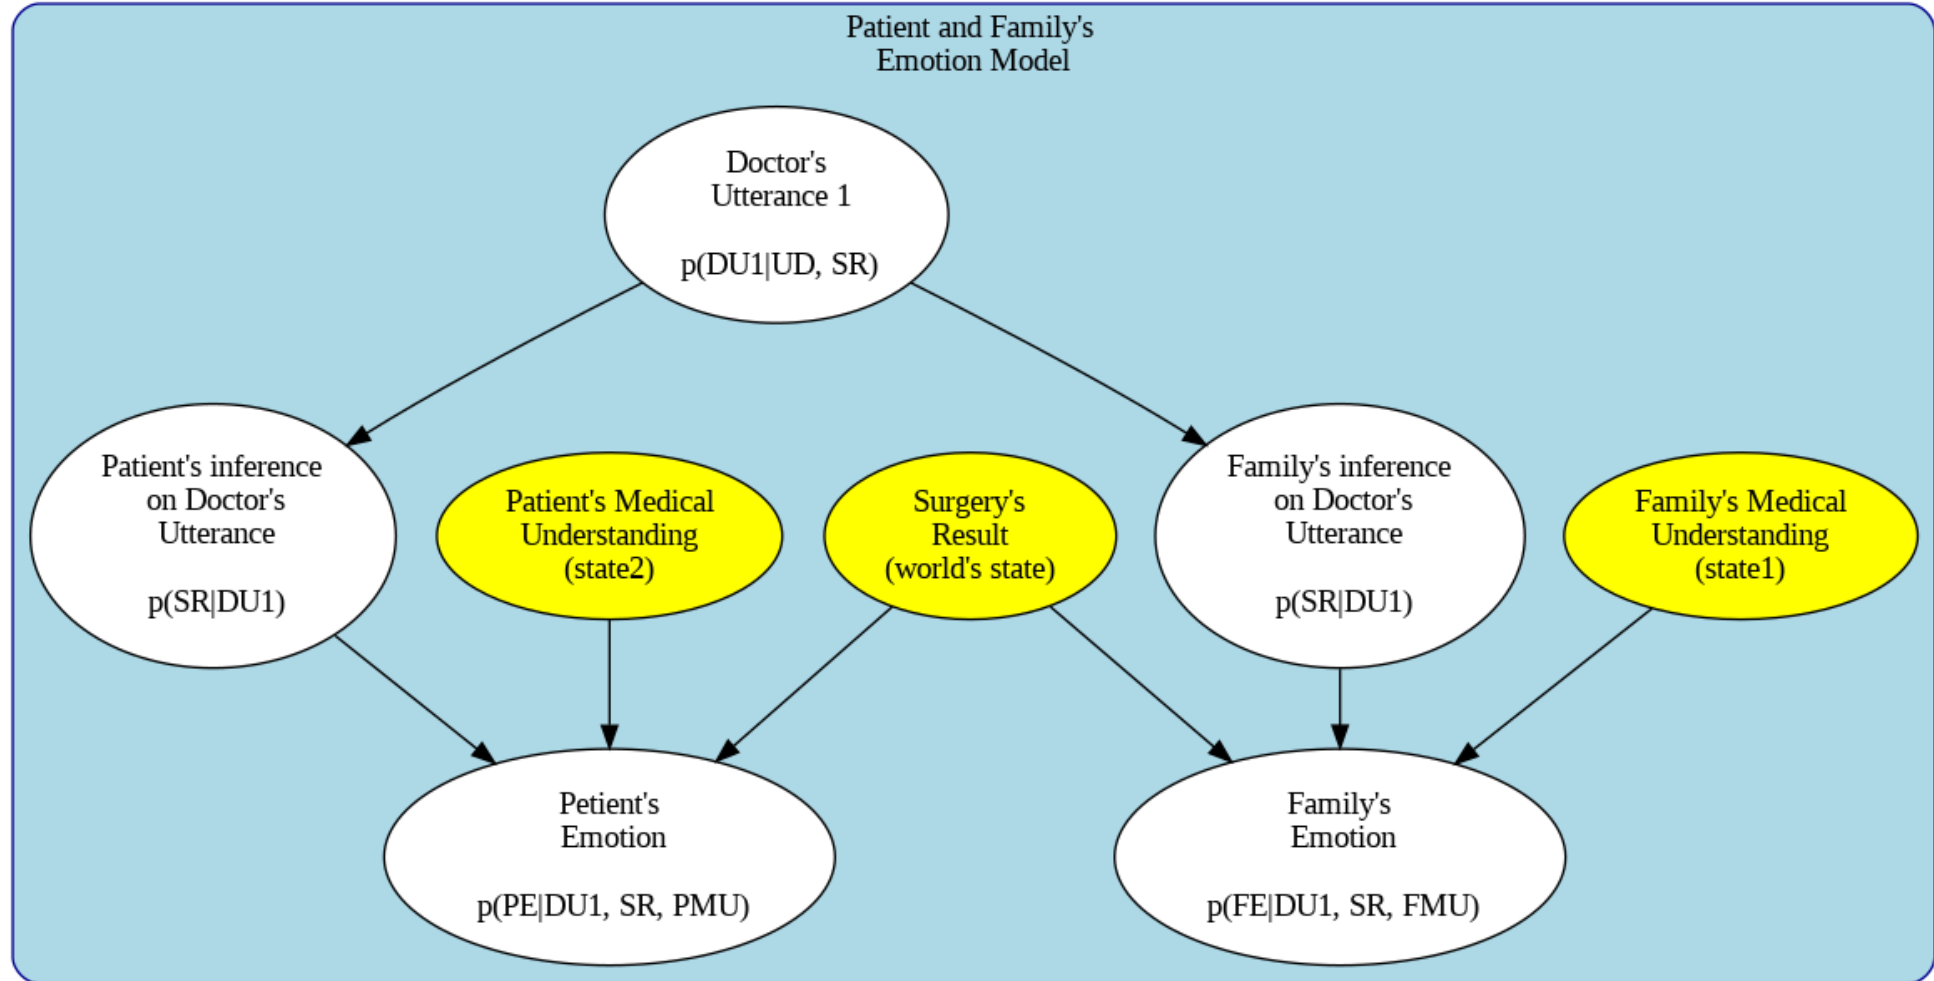 Patient and Family's
Emotion Model
Doctor's
Utterance 1
p(DU1|UD, SR)
Patient's inference
on Doctor's
Utterance
p(SR|DU1)
Patient's Medical
Understanding
(state2)
Surgery's
Result
(world's state)
Family's inference
on Doctor's
Utterance
p(SR|DU1)
Family's Medical
Understanding
(state1)
Petient's
Emotion
p(PE|DU1, SR, PMU)
Family's
Emotion
p(FE|DU1, SR, FMU)